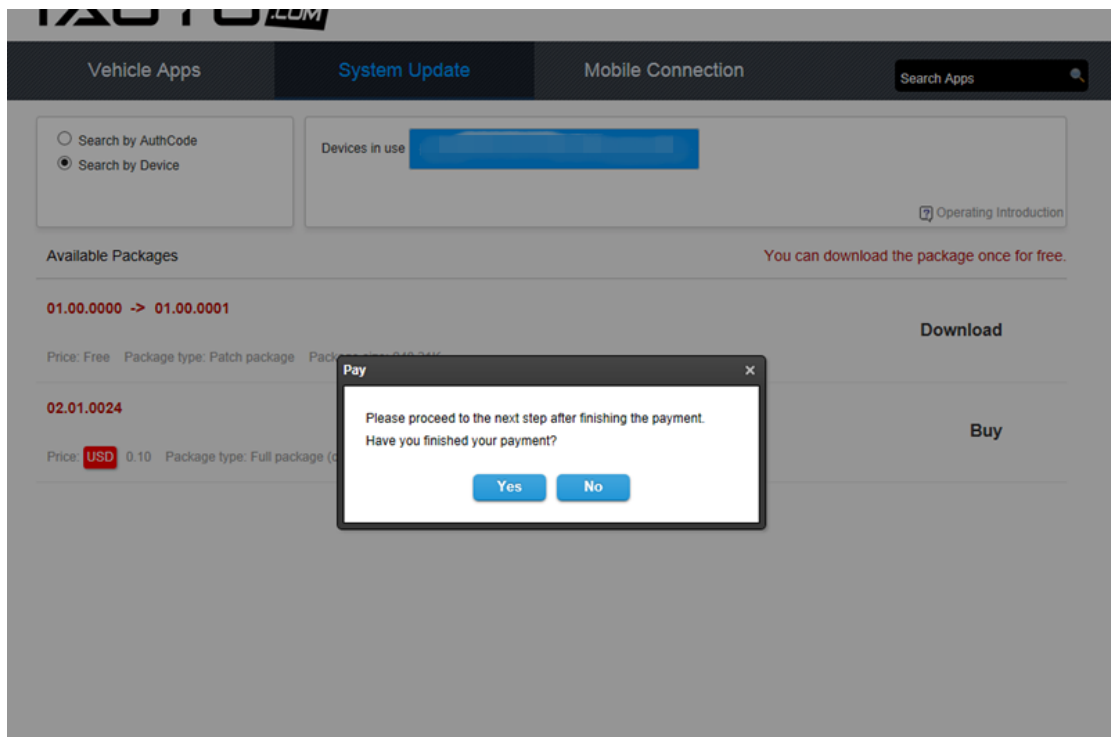 .COM
Vehicle Apps
System Update
Mobile Connection
Search Apps
Search by AuthCode
Search by Device
Devices in use
Operating Introduction
Available Packages
You can download the package once for free.
01.00.0000 -> 01.00.0001
Download
Price: Free Package type: Patch package
Pay
Please proceed to the next step after finishing the payment.
Have you finished your payment?
Yes
No
02.01.0024
Buy
Price: USD 0.10 Package type: Full package